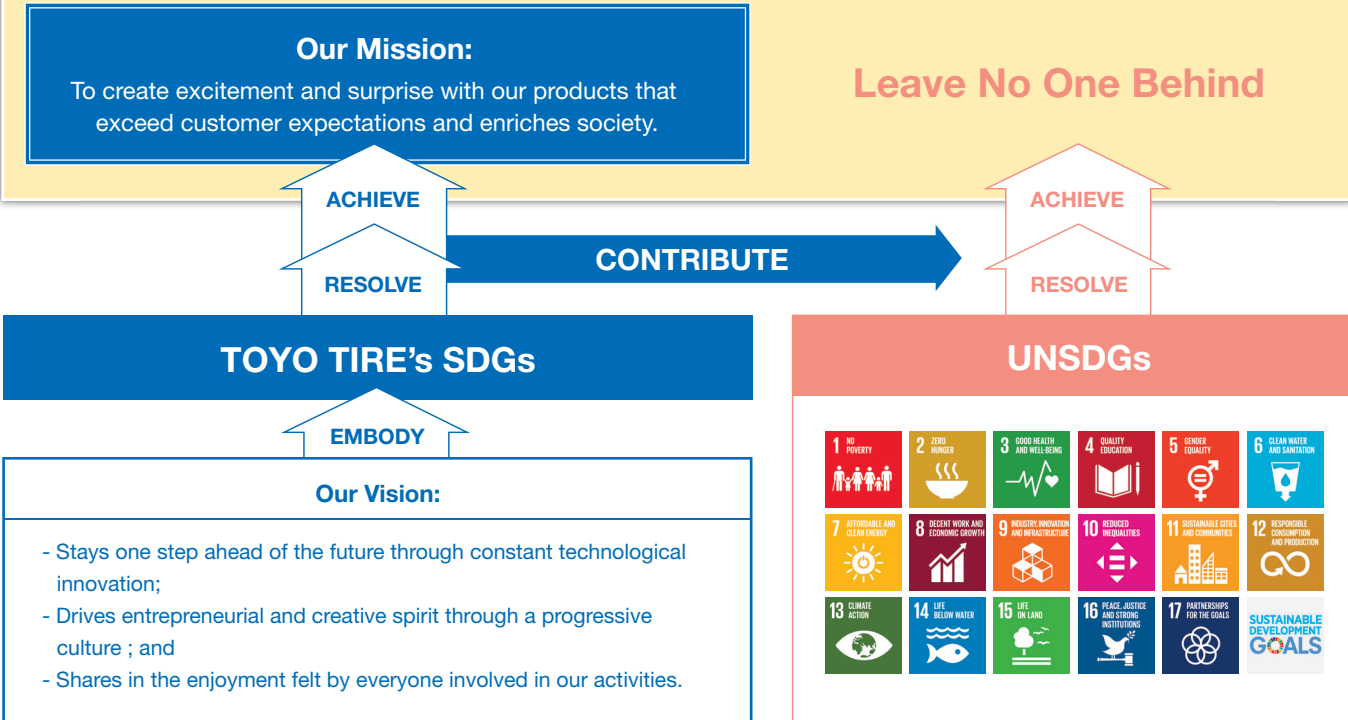 Our Mission:
To create excitement and surprise with our products that
exceed customer expectations and enriches society.
Leave No One Behind
ACHIEVE
RESOLVE
CONTRIBUTE
ACHIEVE
RESOLVE
TOYO TIRE's SDGs
EMBODY
Our Vision:
- Stays one step ahead of the future through constant technological
innovation;
- Drives entrepreneurial and creative spirit through a progressive
culture ; and
- Shares in the enjoyment felt by everyone involved in our activities.
UNSDGs
1 NO
POVERTY
2 ZERO
HUNGER
3 GOOD HEALTH
AND WELL-BEING
4 QUALITY
EDUCATION
5 GENDER
EQUALITY
6 CLEAN WATER
AND SANITATION
7 AFFORDABLE AND
CLEAN ENERGY
8 DECENT WORK AND
ECONOMIC GROWTH
9 INDUSTRY, INNOVATION
AND INFRASTRUCTURE
10 REDUCED
INEQUALITIES
11 SUSTAINABLE CITIES
AND COMMUNITIES
12 RESPONSIBLE
CONSUMPTION
AND PRODUCTION
13 CLIMATE
ACTION
14 LIFE
BELOW WATER
15 LIFE
ON LAND
16 PEACE, JUSTICE
AND STRONG
INSTITUTIONS
17 PARTNERSHIPS
FOR THE GOALS
SUSTAINABLE
DEVELOPMENT
GOALS